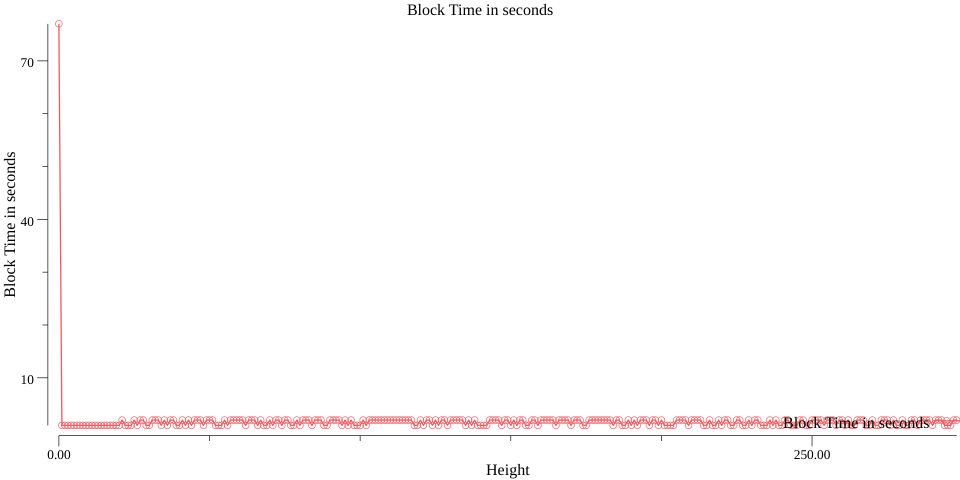 Block Time in seconds
70
40
10
Block Time in seconds
Block Time in seconds
0.00
250.00
Height